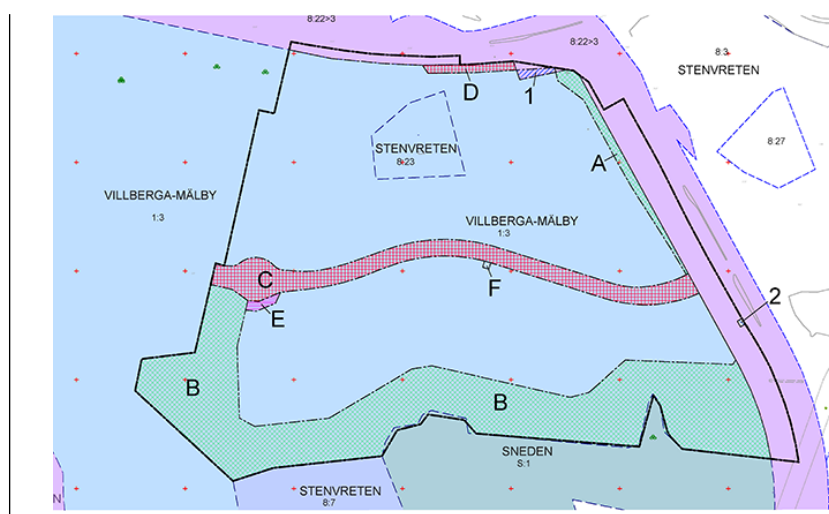 8:22>3
8:22>3
8:3
STENVRETEN
D
1
8:27
STENVRETEN
8:23
A
VILLBERGA-MÄLBY
1:3
VILLBERGA-MÄLBY
1:3
C
F
E
2
B
B
SNEDEN
S:1
STENVRETEN
8:7
N